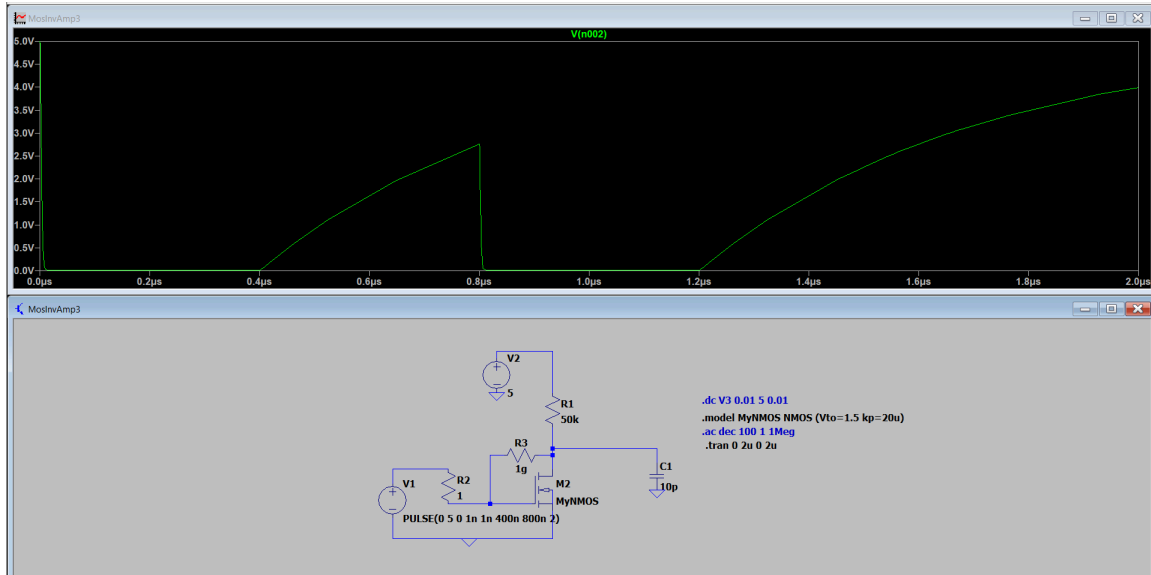 MosInvAmp3
V(n002)
5.0V
4.5V
4.0V
3.5V
3.0V
2.5V
2.0V
1.5V
1.0V
0.5V
0.0V
0.0µs 0.2µs 0.4µs 0.6µs 0.8µs 1.0µs 1.2µs 1.4µs 1.6µs 1.8µs 2.0µs
MosInvAmp3
V2
5
R1
50k
.dc V3 0.01 5 0.01
.model MyNMOS NMOS (Vto=1.5 kp=20u)
.ac dec 100 1 1Meg
.tran 0 2u 0 2u
R3
1g
C1
10p
V1
R2
1
M2
MyNMOS
PULSE(0 5 0 1n 1n 400n 800n 2)